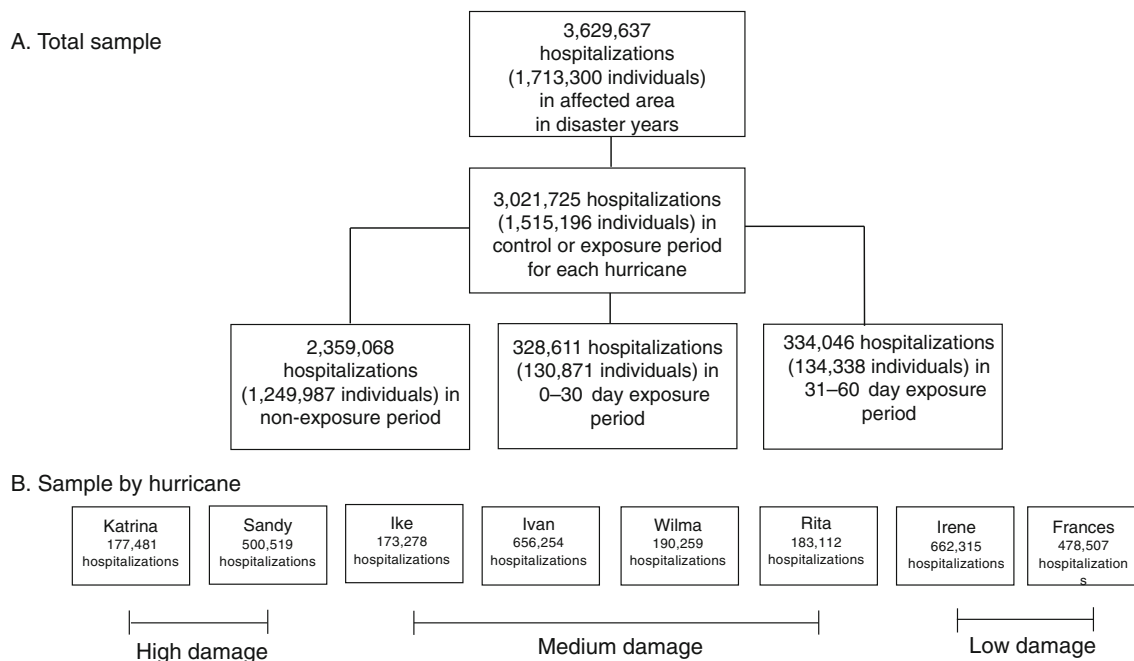 A. Total sample
3,629,637
hospitalizations
(1,713,300 individuals)
in affected area
in disaster years
3,021,725 hospitalizations
(1,515,196 individuals) in
control or exposure period
for each hurricane
2,359,068
hospitalizations
(1,249,987 individuals) in
non-exposure period
328,611 hospitalizations
(130,871 individuals) in
0–30 day exposure
period
334,046 hospitalizations
(134,338 individuals) in
31–60 day exposure
period
B. Sample by hurricane
Katrina
177,481
hospitalizations
Sandy
500,519
hospitalizations
Ike
173,278
hospitalizations
Ivan
656,254
hospitalizations
Wilma
190,259
hospitalizations
Rita
183,112
hospitalizations
Irene
662,315
hospitalizations
Frances
478,507
hospitalization
s
High damage
Medium damage
Low damage